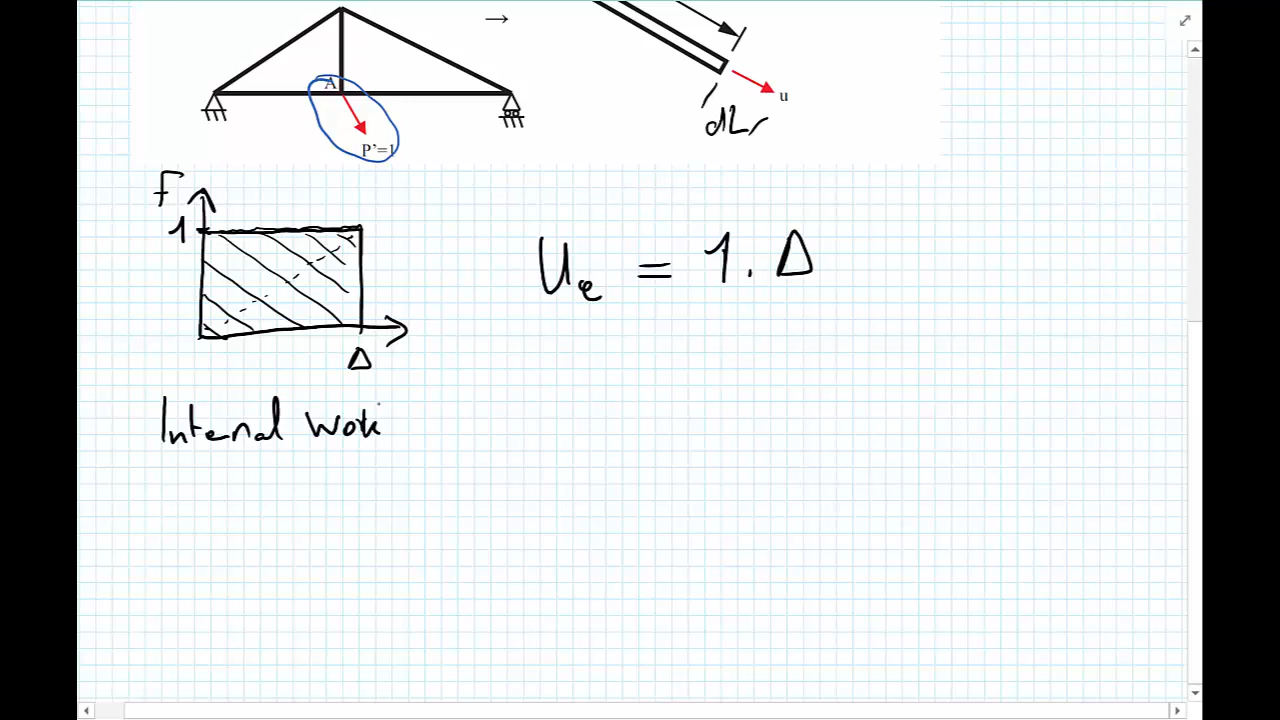 A
P'=1
u
dLr
F
1
Δ
Ue = 1 . Δ
Internal Work